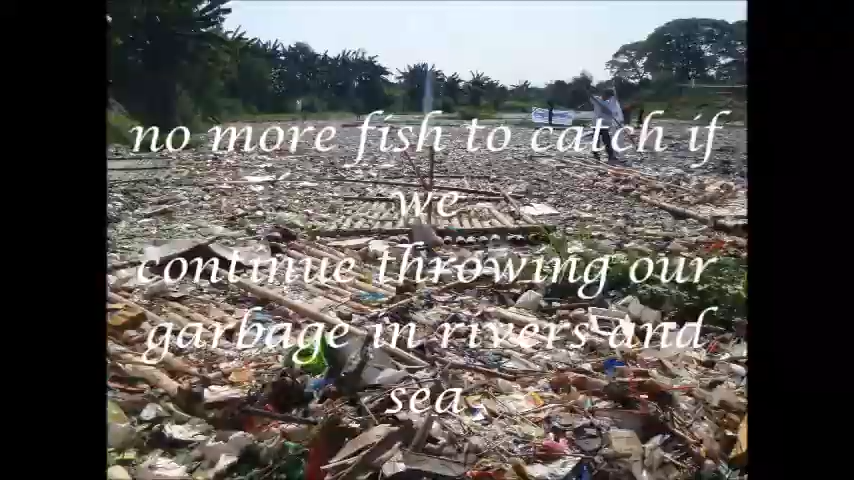 no more fish to catch if
we
continue throwing our
garbage in rivers and
sea